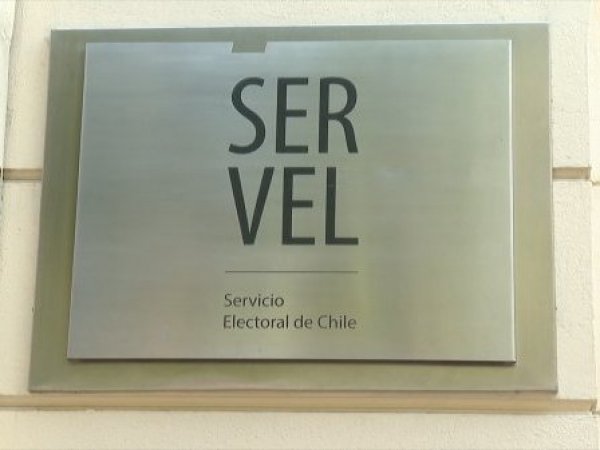 SER
VEL
Servicio
Electoral de Chile